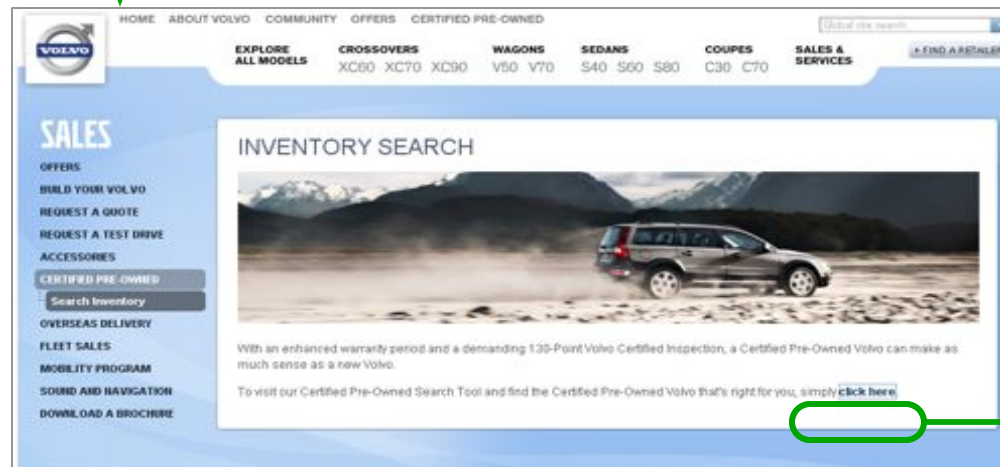 HOME ABOUT VOLVO COMMUNITY OFFERS CERTIFIED PRE-OWNED
Global site search
VOLVO
EXPLORE ALL MODELS
CROSSOVERS
XC60 XC70 XC90
WAGONS
V50 V70
SEDANS
S40 S60 S80
COUPES
C30 C70
SALES & SERVICES
FIND A RETAILER
SALES
OFFERS
BUILD YOUR VOLVO
REQUEST A QUOTE
REQUEST A TEST DRIVE
ACCESSORIES
CERTIFIED PRE-OWNED
Search Inventory
OVERSEAS DELIVERY
FLEET SALES
MOBILITY PROGRAM
SOUND AND NAVIGATION
DOWNLOAD A BROCHURE
INVENTORY SEARCH
With an enhanced warranty period and a demanding 130-Point Volvo Certified Inspection, a Certified Pre-Owned Volvo can make as
much sense as a new Volvo.
To visit our Certified Pre-Owned Search Tool and find the Certified Pre-Owned Volvo that's right for you, simply click here.